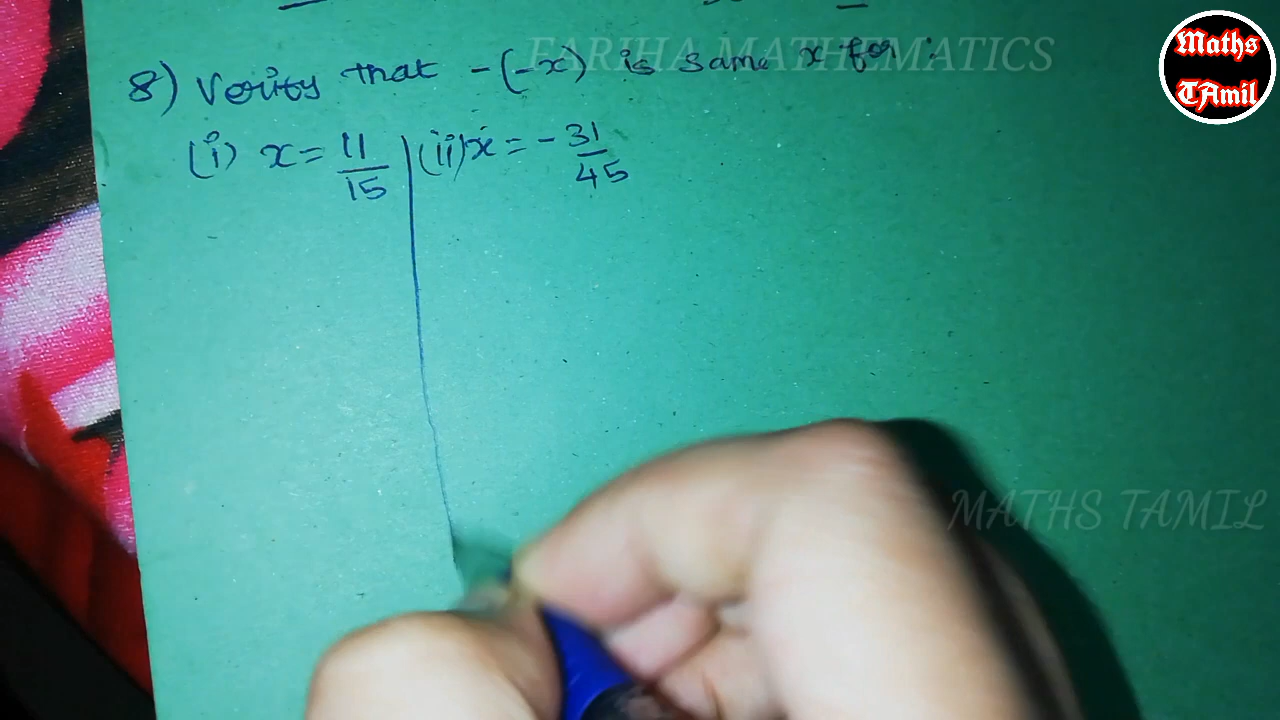 FARIHA MATHEMATICS
Maths
TAmil
8) Verify that -(-x) is same x for :
(i) x = 11/15 | (ii) x = - 31/45
MATHS TAMIL